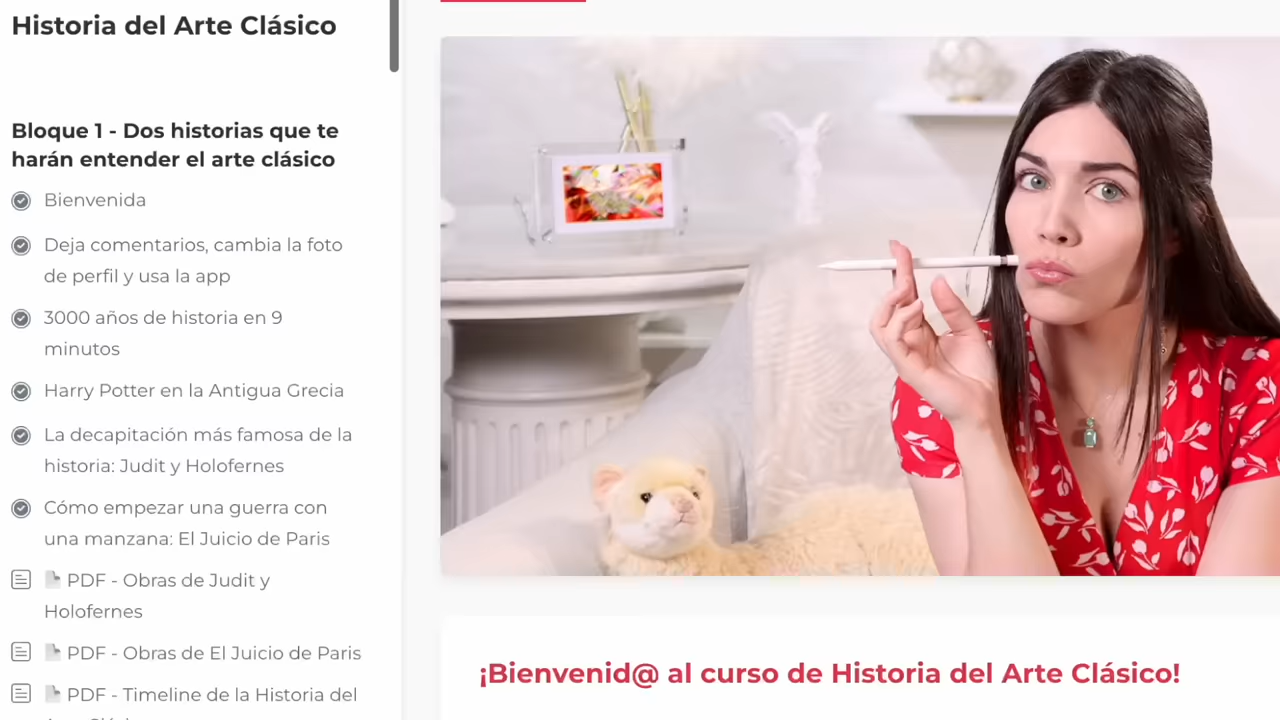 Historia del Arte Clásico
Bloque 1 - Dos historias que te
harán entender el arte clásico
Bienvenida
Deja comentarios, cambia la foto
de perfil y usa la app
3000 años de historia en 9
minutos
Harry Potter en la Antigua Grecia
La decapitación más famosa de la
historia: Judit y Holofernes
Cómo empezar una guerra con
una manzana: El Juicio de Paris
PDF - Obras de Judit y
Holofernes
PDF - Obras de El Juicio de Paris
PDF - Timeline de la Historia del
¡Bienvenid@ al curso de Historia del Arte Clásico!